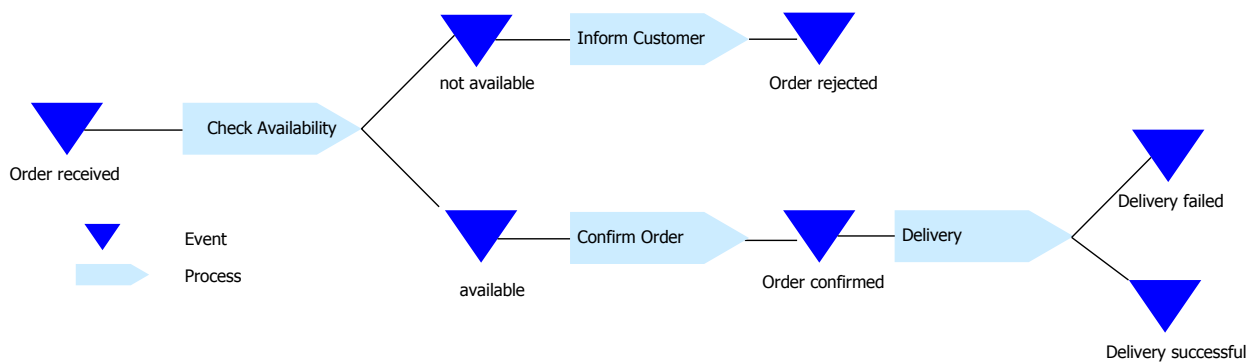 Inform Customer
not available
Order rejected
Check Availability
Order received
Delivery failed
Event
Confirm Order
Delivery
Process
available
Order confirmed
Delivery successful